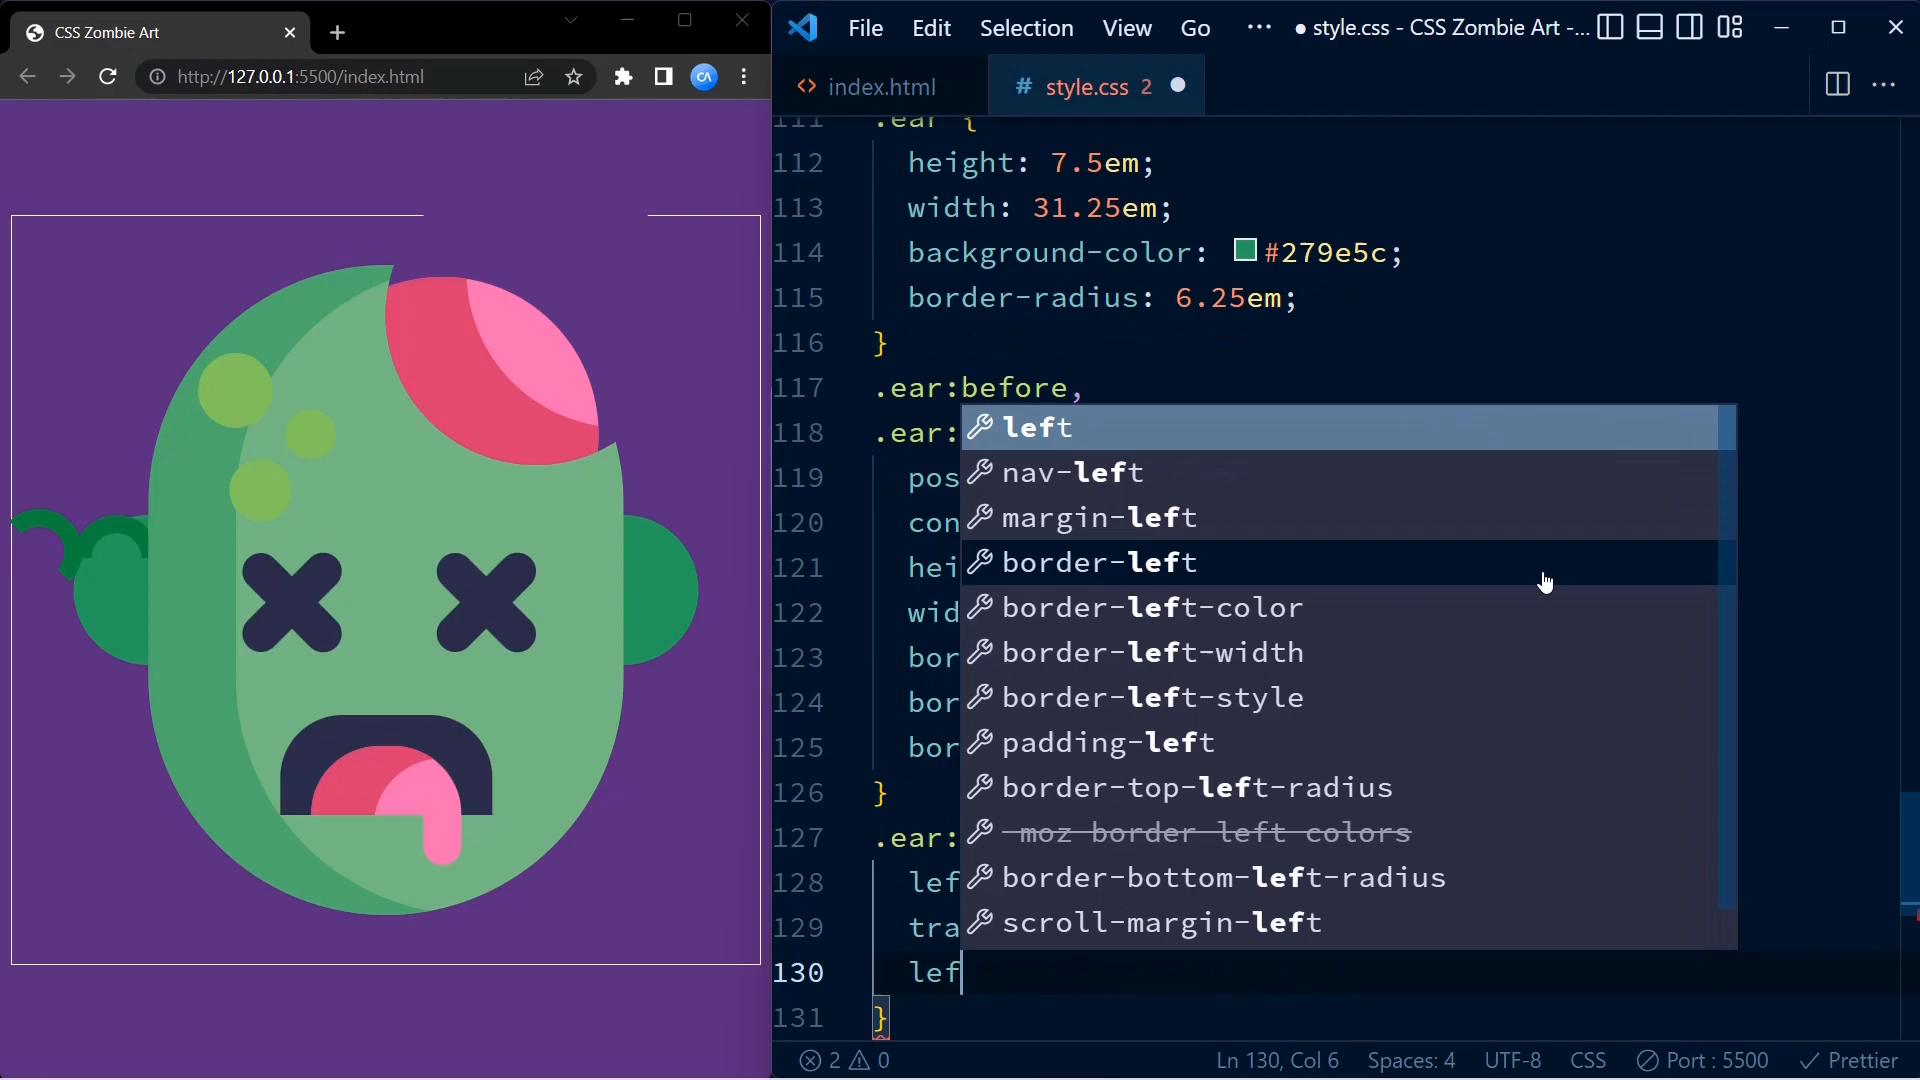 CSS Zombie Art
http://127.0.0.1:5500/index.html
CA
File Edit Selection View Go ··· ● style.css - CSS Zombie Art -...
<> index.html
# style.css 2 ●
111 .ear {
112 height: 7.5em;
113 width: 31.25em;
114 background-color: #279e5c;
115 border-radius: 6.25em;
116 }
117 .ear:before,
118 .ear:
119 pos
120 con
121 hei
122 wid
123 bor
124 bor
125 bor
126 }
127 .ear:
128 lef
129 tra
130 lef
131 }
left
nav-left
margin-left
border-left
border-left-color
border-left-width
border-left-style
padding-left
border-top-left-radius
-moz-border-left-colors
border-bottom-left-radius
scroll-margin-left
2 0 Ln 130, Col 6 Spaces: 4 UTF-8 CSS Port : 5500 Prettier